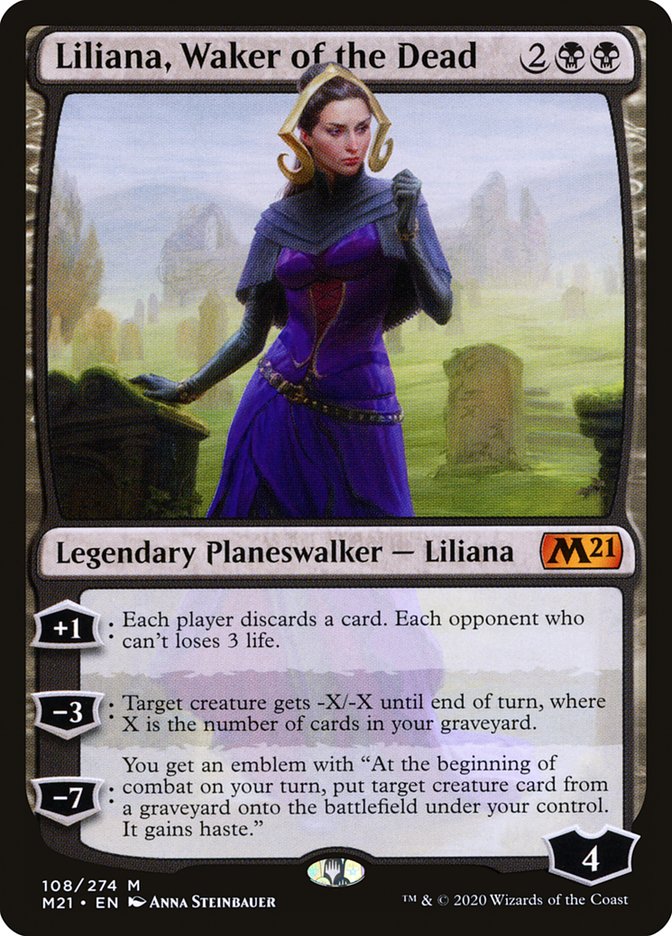 Liliana, Waker of the Dead 2
Legendary Planeswalker — Liliana M21
+1: Each player discards a card. Each opponent who
can't loses 3 life.
−3: Target creature gets -X/-X until end of turn, where
X is the number of cards in your graveyard.
You get an emblem with “At the beginning of
combat on your turn, put target creature card from
−7: a graveyard onto the battlefield under your control.
It gains haste.”
4
108/274 M
M21 • EN Anna Steinbauer ™ & © 2020 Wizards of the Coast